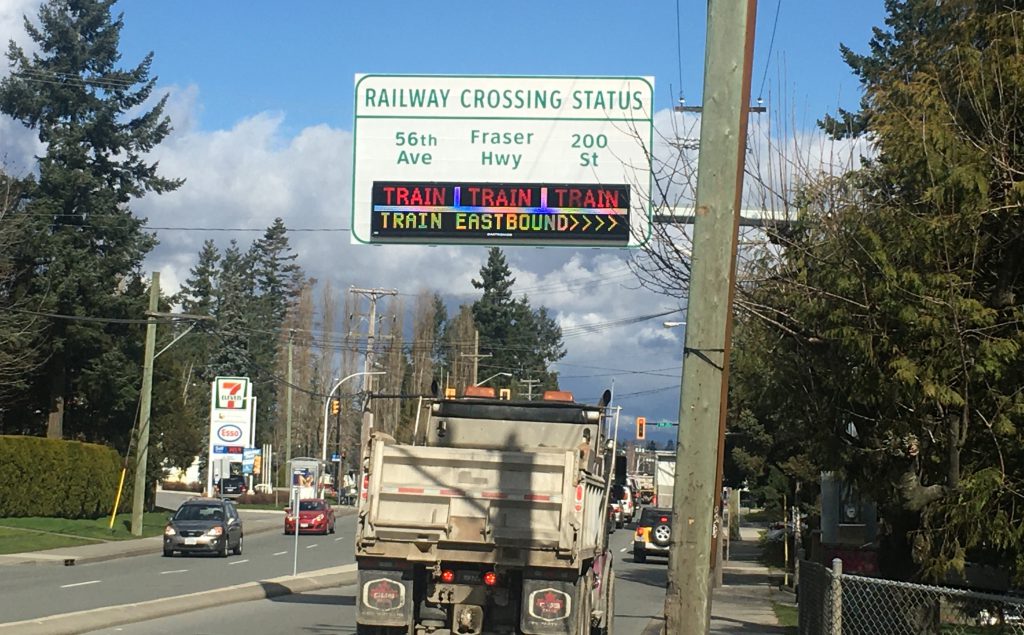 RAILWAY CROSSING STATUS
56th Ave
Fraser Hwy
200 St
TRAIN TRAIN TRAIN
TRAIN EASTBOUND>>>>
7
ELEVEN
Esso